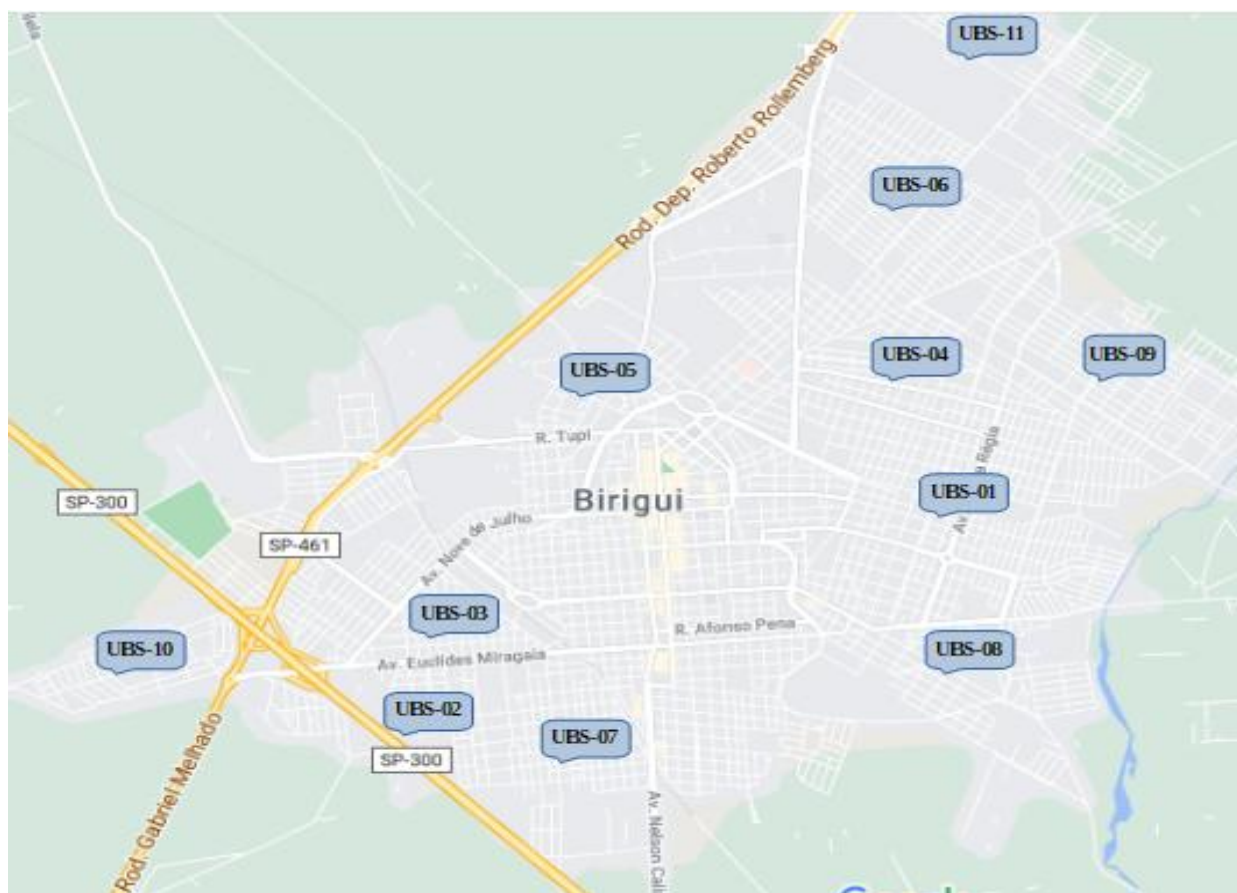 UBS-11
Rod. Dep. Roberto Rollemberg
UBS-06
UBS-04
UBS-09
UBS-05
R. Tupi
SP-300
Birigui
UBS-01
Av.
Régia
Av. Nove de Julho
SP-461
UBS-03
R. Afonso Pena
UBS-10
Av. Euclides Miragaia
UBS-08
UBS-02
UBS-07
SP-300
Rod. Gabriel Melhado
Av. Nelson Cali